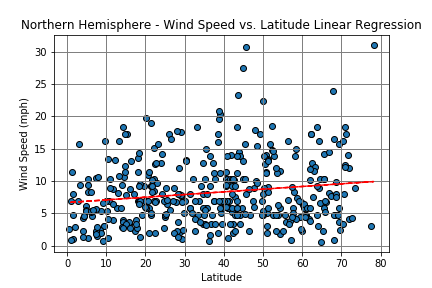 Northern Hemisphere - Wind Speed vs. Latitude Linear Regression
30
25
20
15
10
5
0
Wind Speed (mph)
0 10 20 30 40 50 60 70 80
Latitude